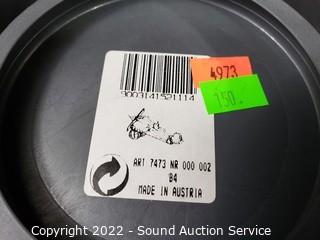 4973
150.
9003141521114
ART 7473 NR 000 002
B4
MADE IN AUSTRIA
Copyright 2022 - Sound Auction Service